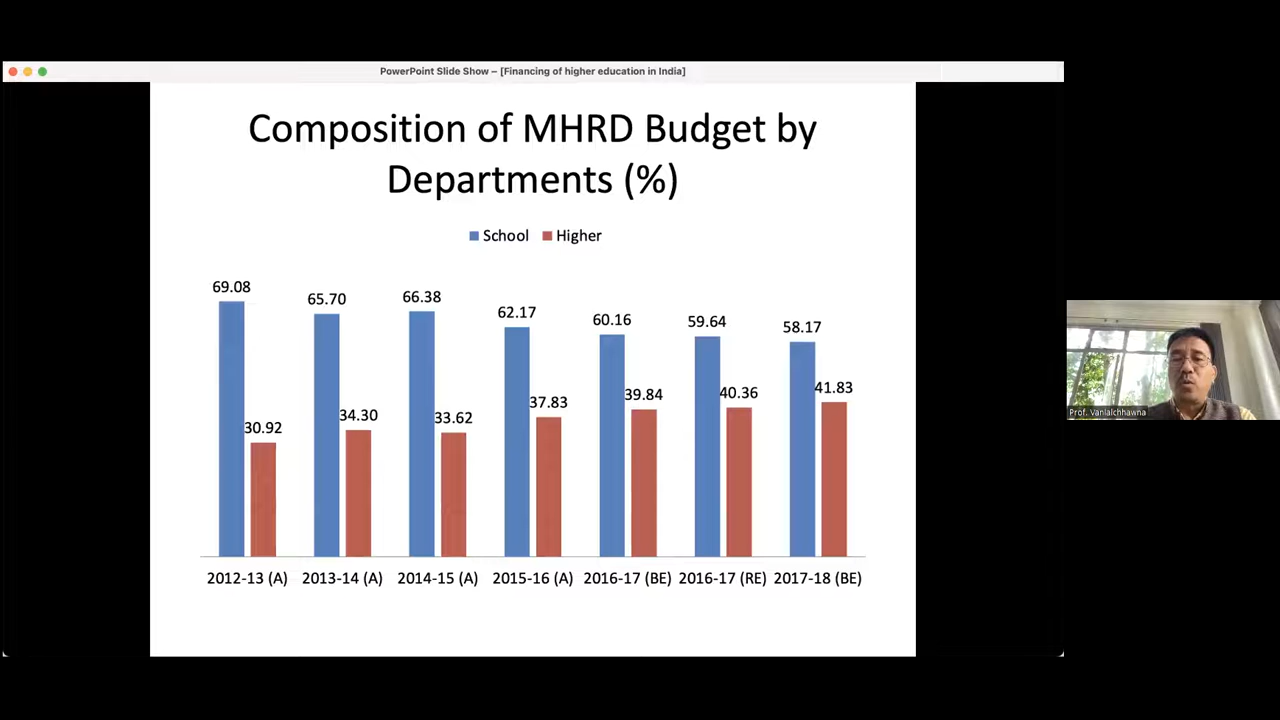 PowerPoint Slide Show – [Financing of higher education in India]
Composition of MHRD Budget by
Departments (%)
School Higher
69.08 65.70 66.38 62.17 60.16 59.64 58.17
30.92 34.30 33.62 37.83 39.84 40.36 41.83
2012-13 (A) 2013-14 (A) 2014-15 (A) 2015-16 (A) 2016-17 (BE) 2016-17 (RE) 2017-18 (BE)
Prof. Vanlalchhawna